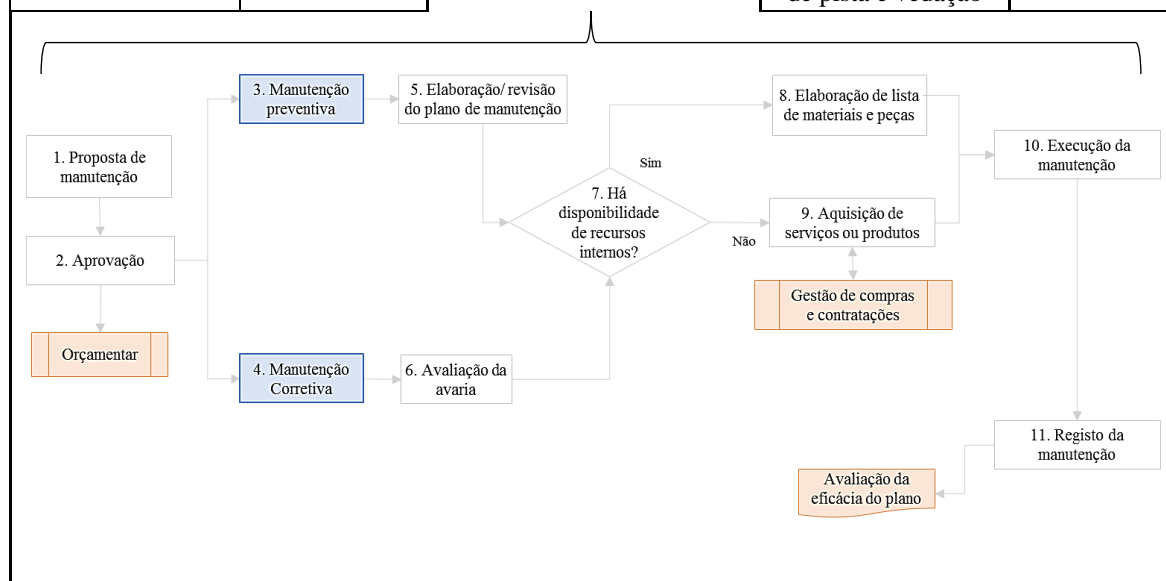 de pista e vedação
3. Manutenção
preventiva
5. Elaboração/ revisão
do plano de manutenção
8. Elaboração de lista
de materiais e peças
1. Proposta de
manutenção
10. Execução da
manutenção
Sim
7. Há
disponibilidade
de recursos
internos?
9. Aquisição de
serviços ou produtos
Não
2. Aprovação
Gestão de compras
e contratações
Orçamentar
4. Manutenção
Corretiva
6. Avaliação da
avaria
11. Registo da
manutenção
Avaliação da
eficácia do plano